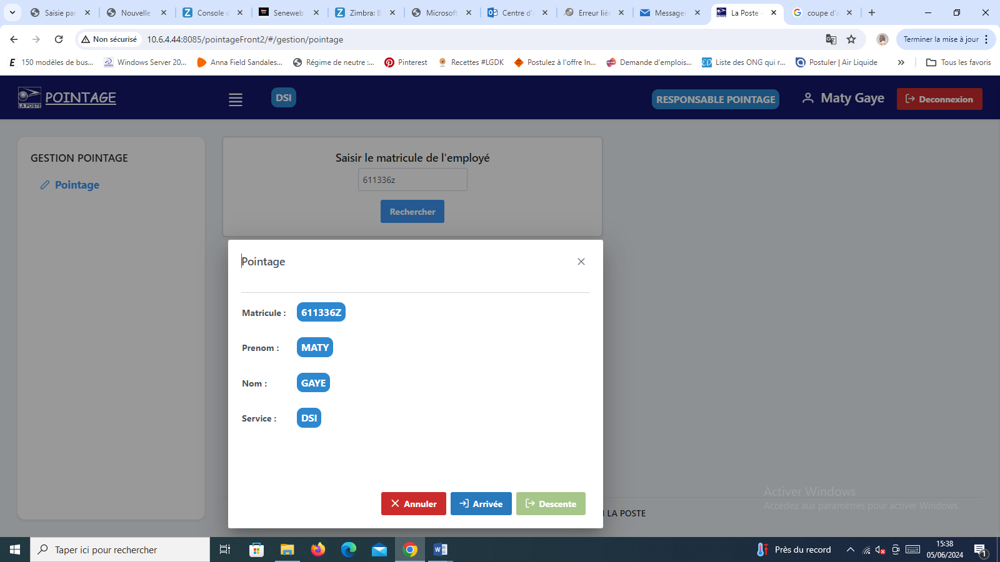 Saisie par
Nouvelle
Console d
Seneweb
Zimbra: B
Microsoft
Centre d'a
Erreur liée
Messager
La Poste -
coupe d'a
Non sécurisé
10.6.4.44:8085/pointageFront2/#/gestion/pointage
Terminer la mise à jour
150 modèles de bus...
Windows Server 20...
Anna Field Sandales...
Régime de neutre :...
Pinterest
Recettes #LGDK
Postulez à l'offre In...
Demande d'emplois...
Liste des ONG qui r...
Postuler | Air Liquide
Tous les favoris
LA POSTE
POINTAGE
DSI
RESPONSABLE POINTAGE
Maty Gaye
Deconnexion
GESTION POINTAGE
Pointage
Saisir le matricule de l'employé
611336z
Rechercher
Pointage
Matricule : 611336Z
Prenom : MATY
Nom : GAYE
Service : DSI
Annuler
Arrivée
Descente
LA POSTE
Activer Windows
Accédez aux paramètres pour activer Windows.
Taper ici pour rechercher
Près du record
15:38
05/06/2024
1